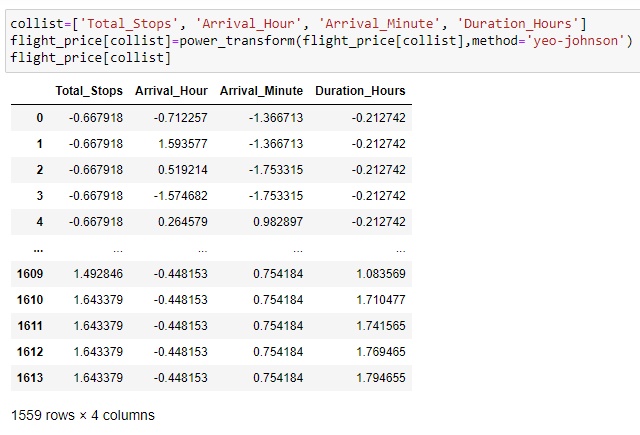 collist=['Total_Stops', 'Arrival_Hour', 'Arrival_Minute', 'Duration_Hours']
flight_price[collist]=power_transform(flight_price[collist],method='yeo-johnson')
flight_price[collist]
Total_Stops Arrival_Hour Arrival_Minute Duration_Hours
0 -0.667918 -0.712257 -1.366713 -0.212742
1 -0.667918 1.593577 -1.366713 -0.212742
2 -0.667918 0.519214 -1.753315 -0.212742
3 -0.667918 -1.574682 -1.753315 -0.212742
4 -0.667918 0.264579 0.982897 -0.212742
... ... ... ... ...
1609 1.492846 -0.448153 0.754184 1.083569
1610 1.643379 -0.448153 0.754184 1.710477
1611 1.643379 -0.448153 0.754184 1.741565
1612 1.643379 -0.448153 0.754184 1.769465
1613 1.643379 -0.448153 0.754184 1.794655
1559 rows × 4 columns